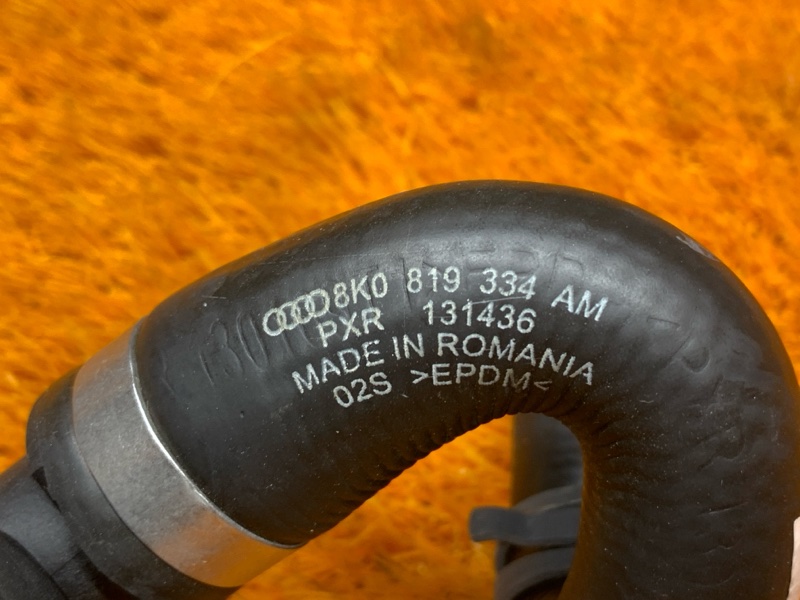 8K0 819 334 AM
PXR 131436
MADE IN ROMANIA
02S >EPDM<